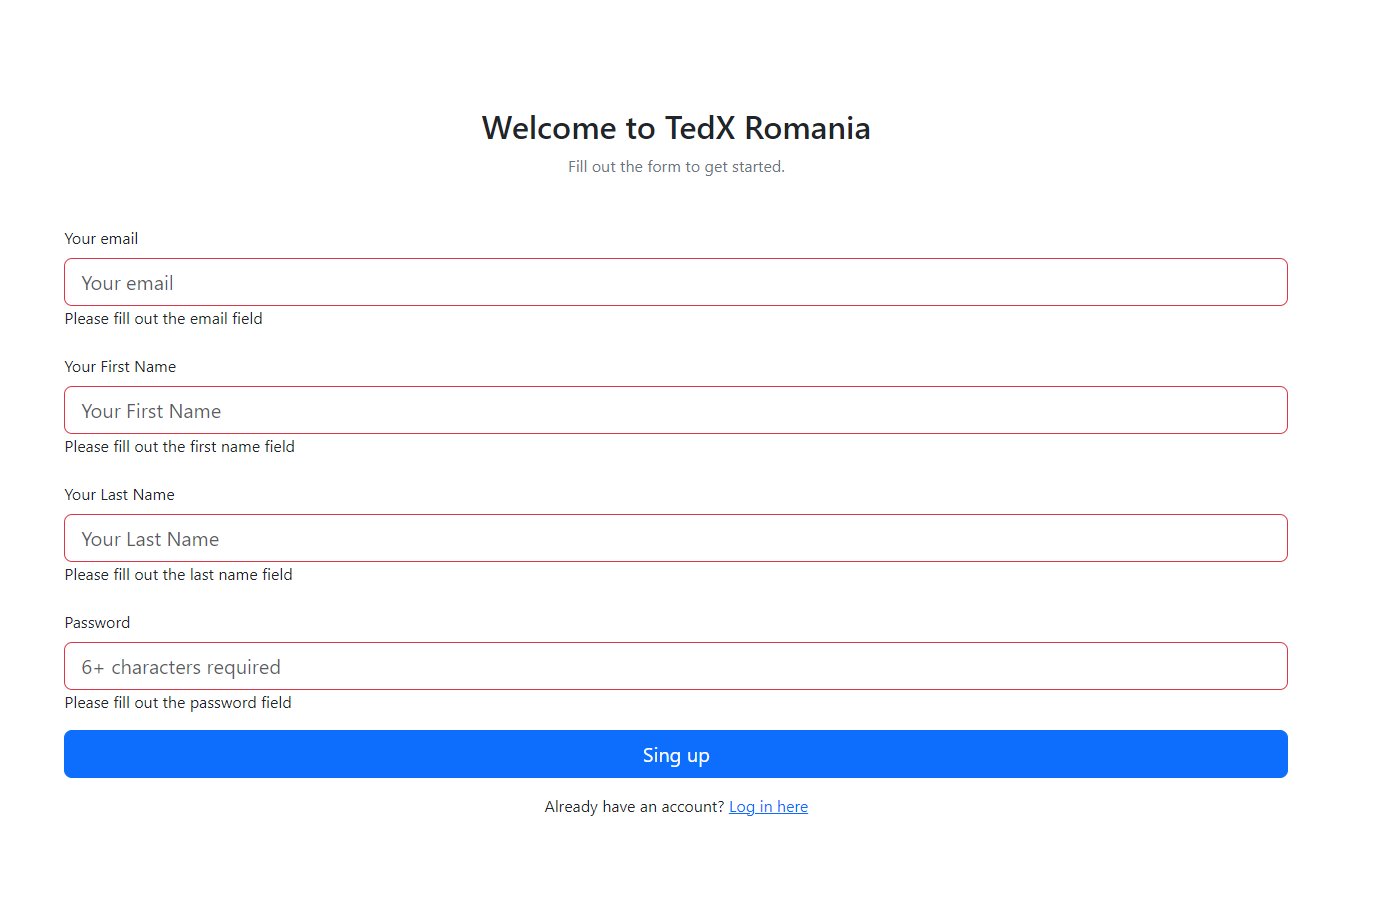 Welcome to TedX Romania
Fill out the form to get started.
Your email
Your email
Please fill out the email field
Your First Name
Your First Name
Please fill out the first name field
Your Last Name
Your Last Name
Please fill out the last name field
Password
6+ characters required
Please fill out the password field
Sing up
Already have an account? Log in here